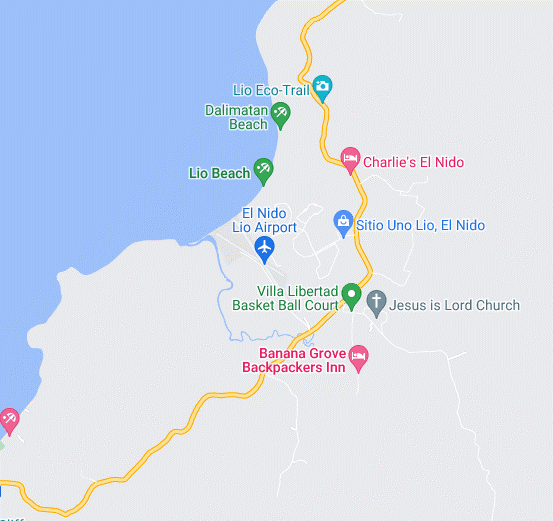 Lio Eco-Trail
Dalimatan
Beach
Charlie's El Nido
Lio Beach
El Nido
Lio Airport
Sitio Uno Lio, El Nido
Villa Libertad
Basket Ball Court
Jesus is Lord Church
Banana Grove
Backpackers Inn